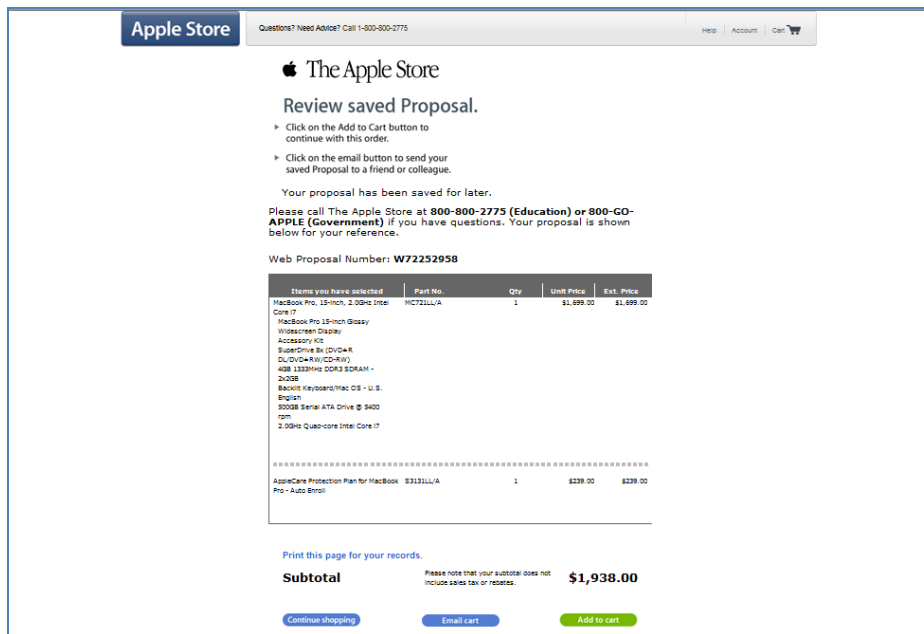 Apple Store
Questions? Need Advice? Call 1-800-800-2775
Help Account Cart
The Apple Store
Review saved Proposal.
Click on the Add to Cart button to
continue with this order.
Click on the email button to send your
saved Proposal to a friend or colleague.
Your proposal has been saved for later.
Please call The Apple Store at 800-800-2775 (Education) or 800-GO-
APPLE (Government) if you have questions. Your proposal is shown
below for your reference.
Web Proposal Number: W72252958
Items you have selected Part No. Qty Unit Price Ext. Price
MacBook Pro, 15-inch, 2.0GHz Intel MC721LL/A 1 $1,699.00 $1,699.00
Core i7
MacBook Pro 15-inch Glossy
Widescreen Display
Accessory Kit
SuperDrive 8x (DVD±R
DL/DVD±RW/CD-RW)
4GB 1333MHz DDR3 SDRAM -
2x2GB
Backlit Keyboard/Mac OS - U.S.
English
500GB Serial ATA Drive @ 5400
rpm
2.0GHz Quad-core Intel Core i7
AppleCare Protection Plan for MacBook S3131LL/A 1 $239.00 $239.00
Pro - Auto Enroll
Print this page for your records.
Subtotal Please note that your subtotal does not $1,938.00
include sales tax or rebates.
Continue shopping Email cart Add to cart